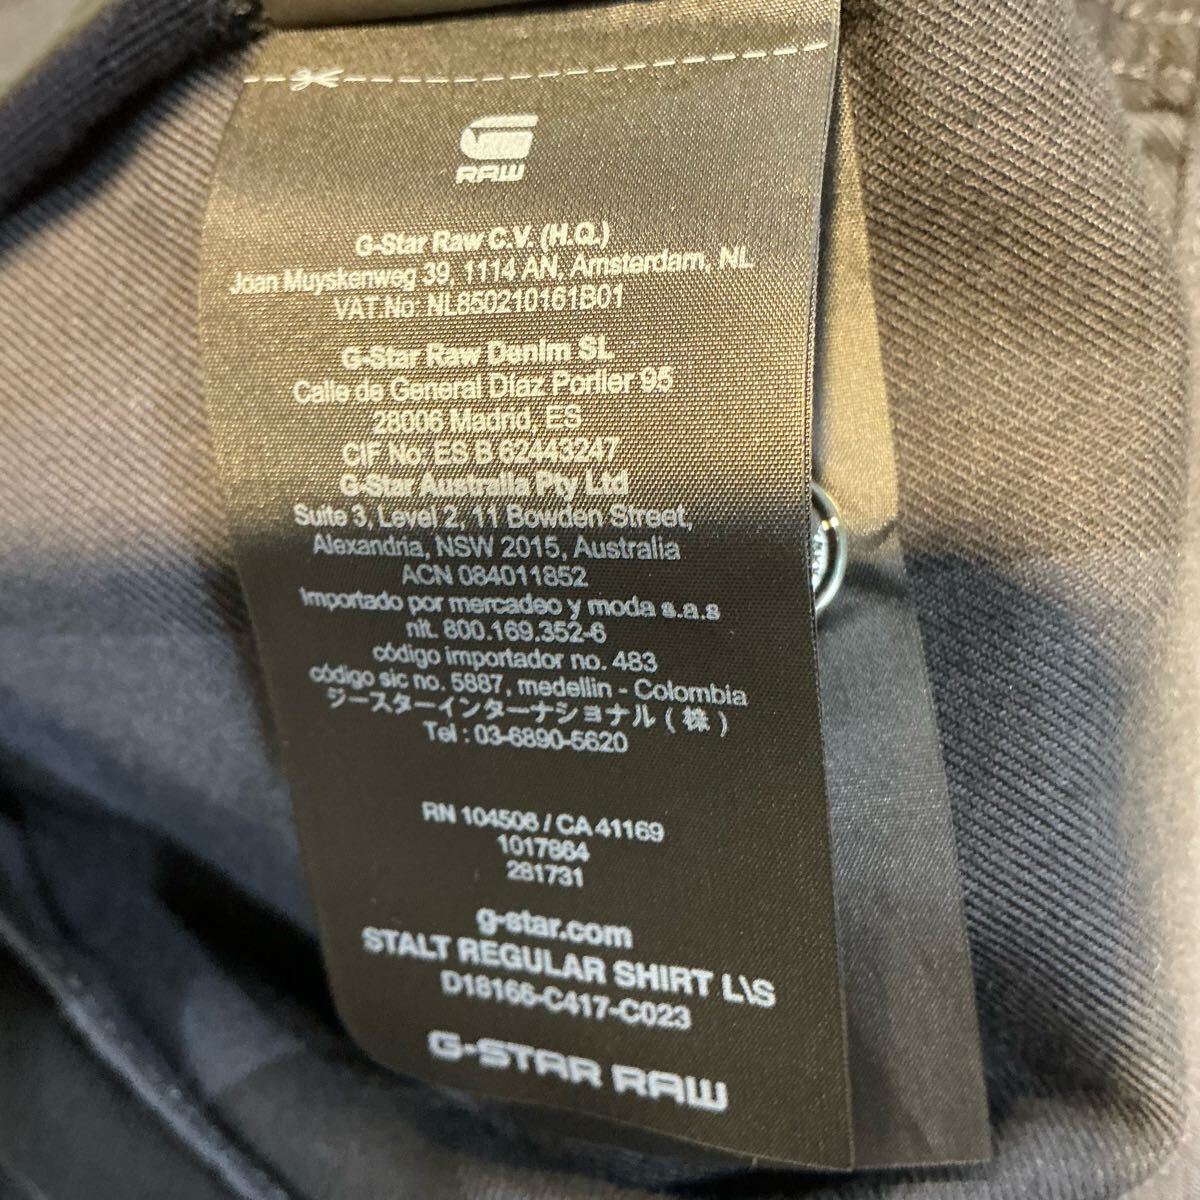 G
RAW
G-Star Raw C.V. (H.Q.)
Joan Muyskenweg 39, 1114 AN, Amsterdam, NL
VAT.No: NL850210161B01
G-Star Raw Denim SL
Calle de General Díaz Porlier 95
28006 Madrid, ES
CIF No: ES B 62443247
G-Star Australia Pty Ltd
Suite 3, Level 2, 11 Bowden Street,
Alexandria, NSW 2015, Australia
ACN 084011852
Importado por mercadeo y moda s.a.s
nit. 800.169.352-6
código importador no. 483
código sic no. 5887, medellin - Colombia
ジースターインターナショナル(株)
Tel : 03-6890-5620
RN 104506 / CA 41169
1017864
281731
g-star.com
STALT REGULAR SHIRT L\S
D18166-C417-C023
G-STAR RAW